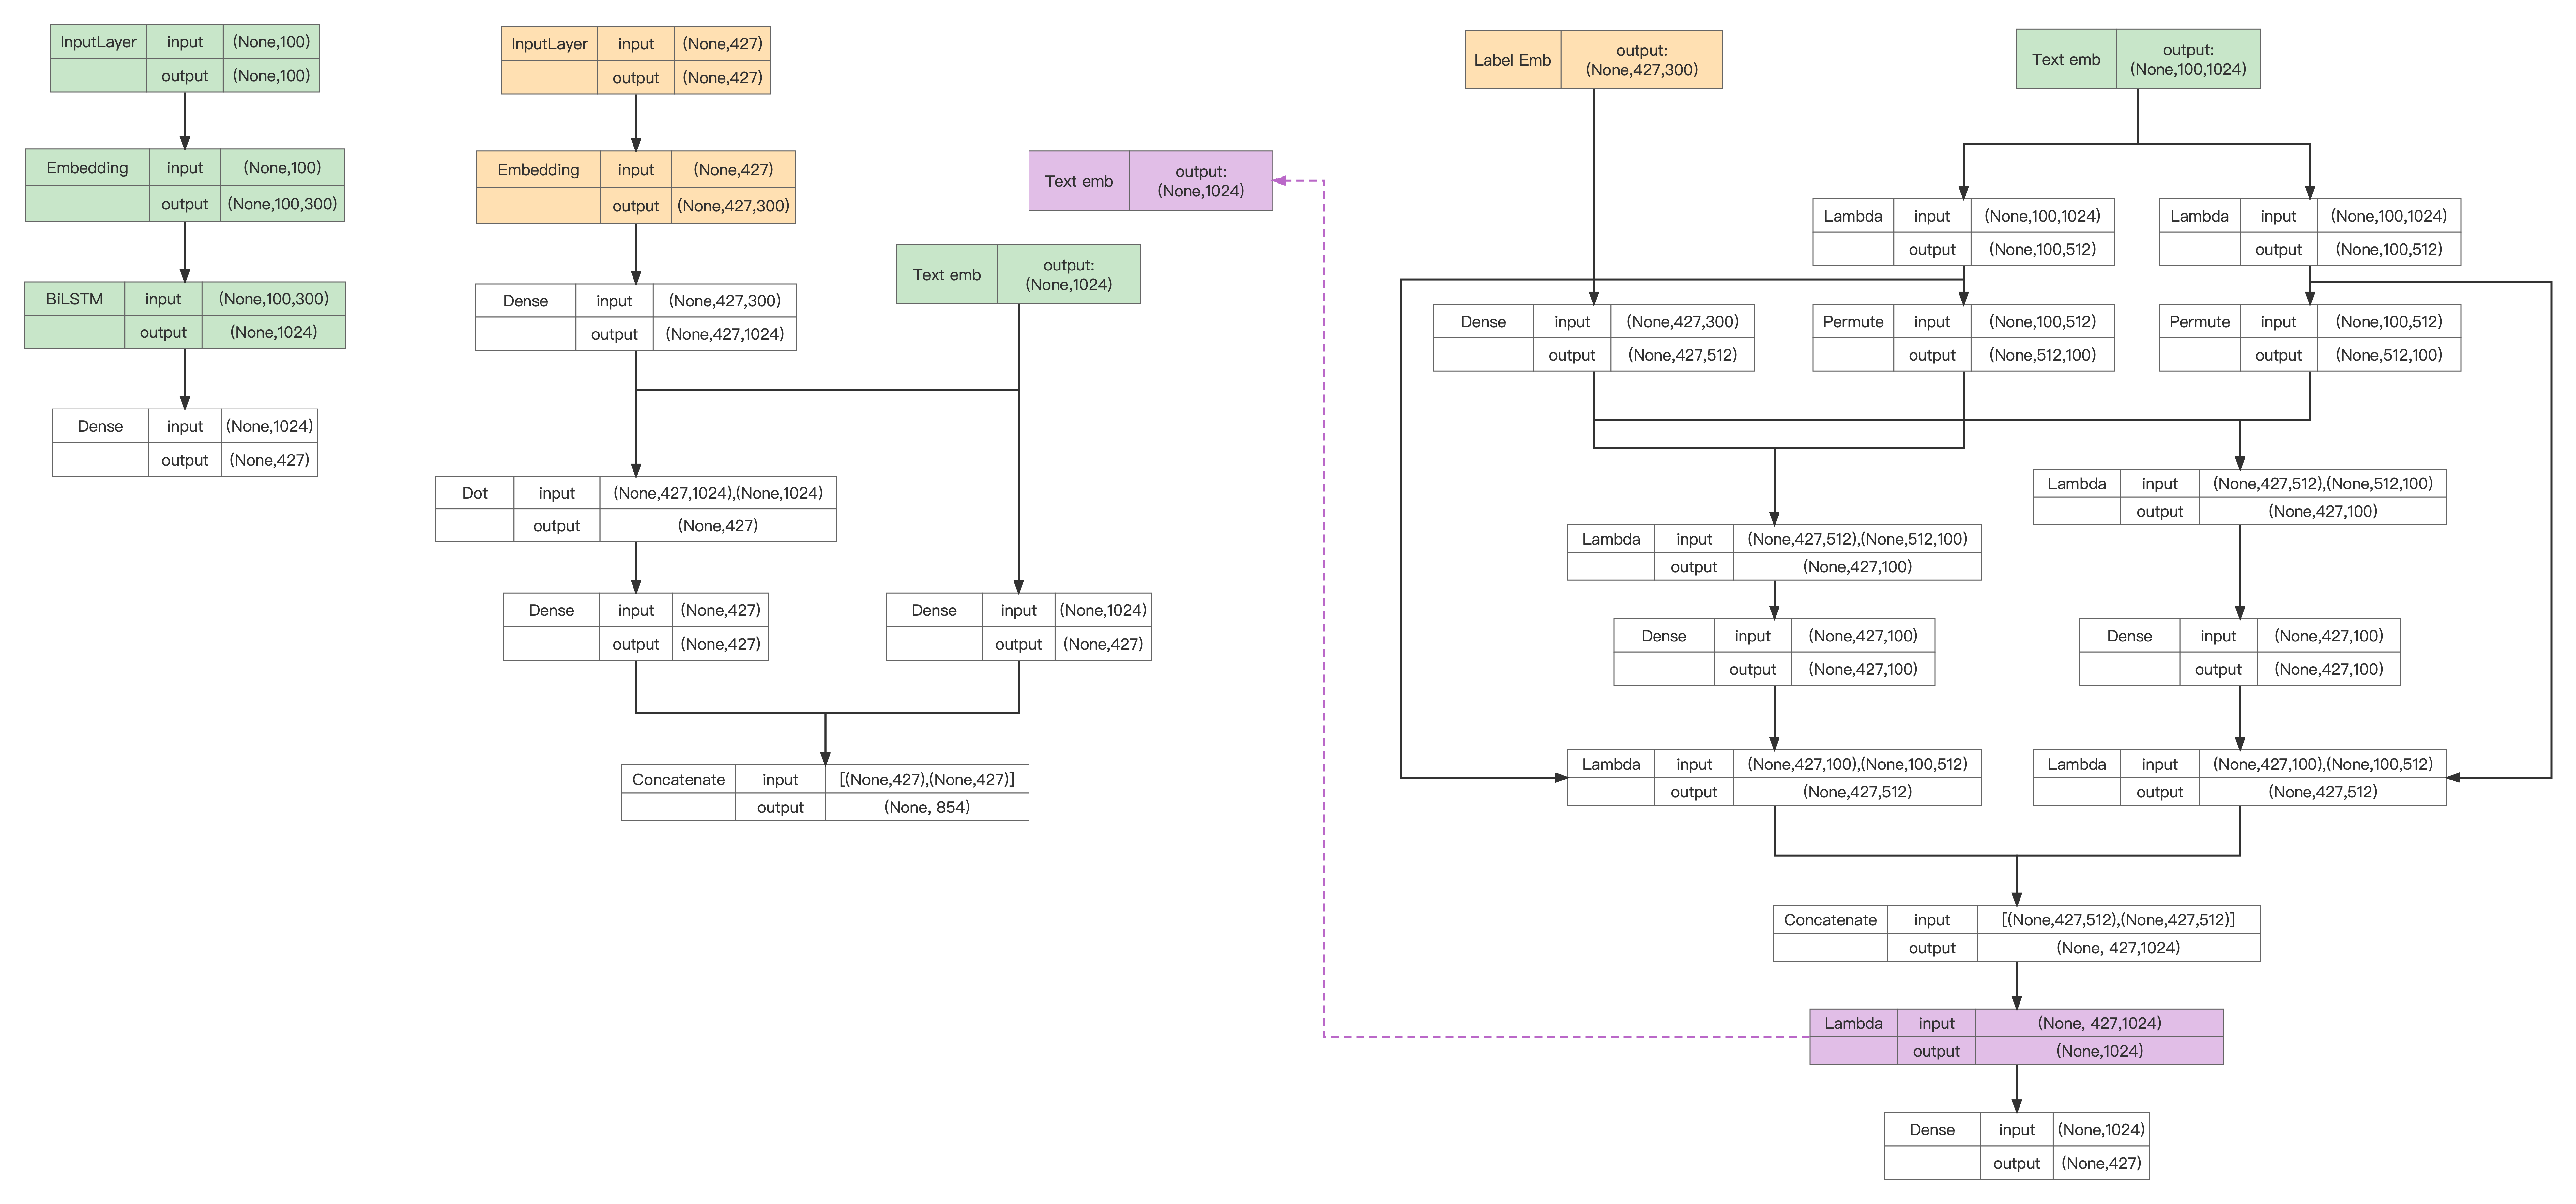 InputLayer input (None,100)
output (None,100)
Embedding input (None,100)
output (None,100,300)
BiLSTM input (None,100,300)
output (None,1024)
Dense input (None,1024)
output (None,427)
InputLayer input (None,427)
output (None,427)
Embedding input (None,427)
output (None,427,300)
Dense input (None,427,300)
output (None,427,1024)
Text emb output:
(None,1024)
Text emb output:
(None,1024)
Dot input (None,427,1024),(None,1024)
output (None,427)
Dense input (None,427)
output (None,427)
Dense input (None,1024)
output (None,427)
Concatenate input [(None,427),(None,427)]
output (None, 854)
Label Emb output:
(None,427,300)
Text emb output:
(None,100,1024)
Lambda input (None,100,1024)
output (None,100,512)
Lambda input (None,100,1024)
output (None,100,512)
Dense input (None,427,300)
output (None,427,512)
Permute input (None,100,512)
output (None,512,100)
Permute input (None,100,512)
output (None,512,100)
Lambda input (None,427,512),(None,512,100)
output (None,427,100)
Lambda input (None,427,512),(None,512,100)
output (None,427,100)
Dense input (None,427,100)
output (None,427,100)
Dense input (None,427,100)
output (None,427,100)
Lambda input (None,427,100),(None,100,512)
output (None,427,512)
Lambda input (None,427,100),(None,100,512)
output (None,427,512)
Concatenate input [(None,427,512),(None,427,512)]
output (None, 427,1024)
Lambda input (None, 427,1024)
output (None,1024)
Dense input (None,1024)
output (None,427)